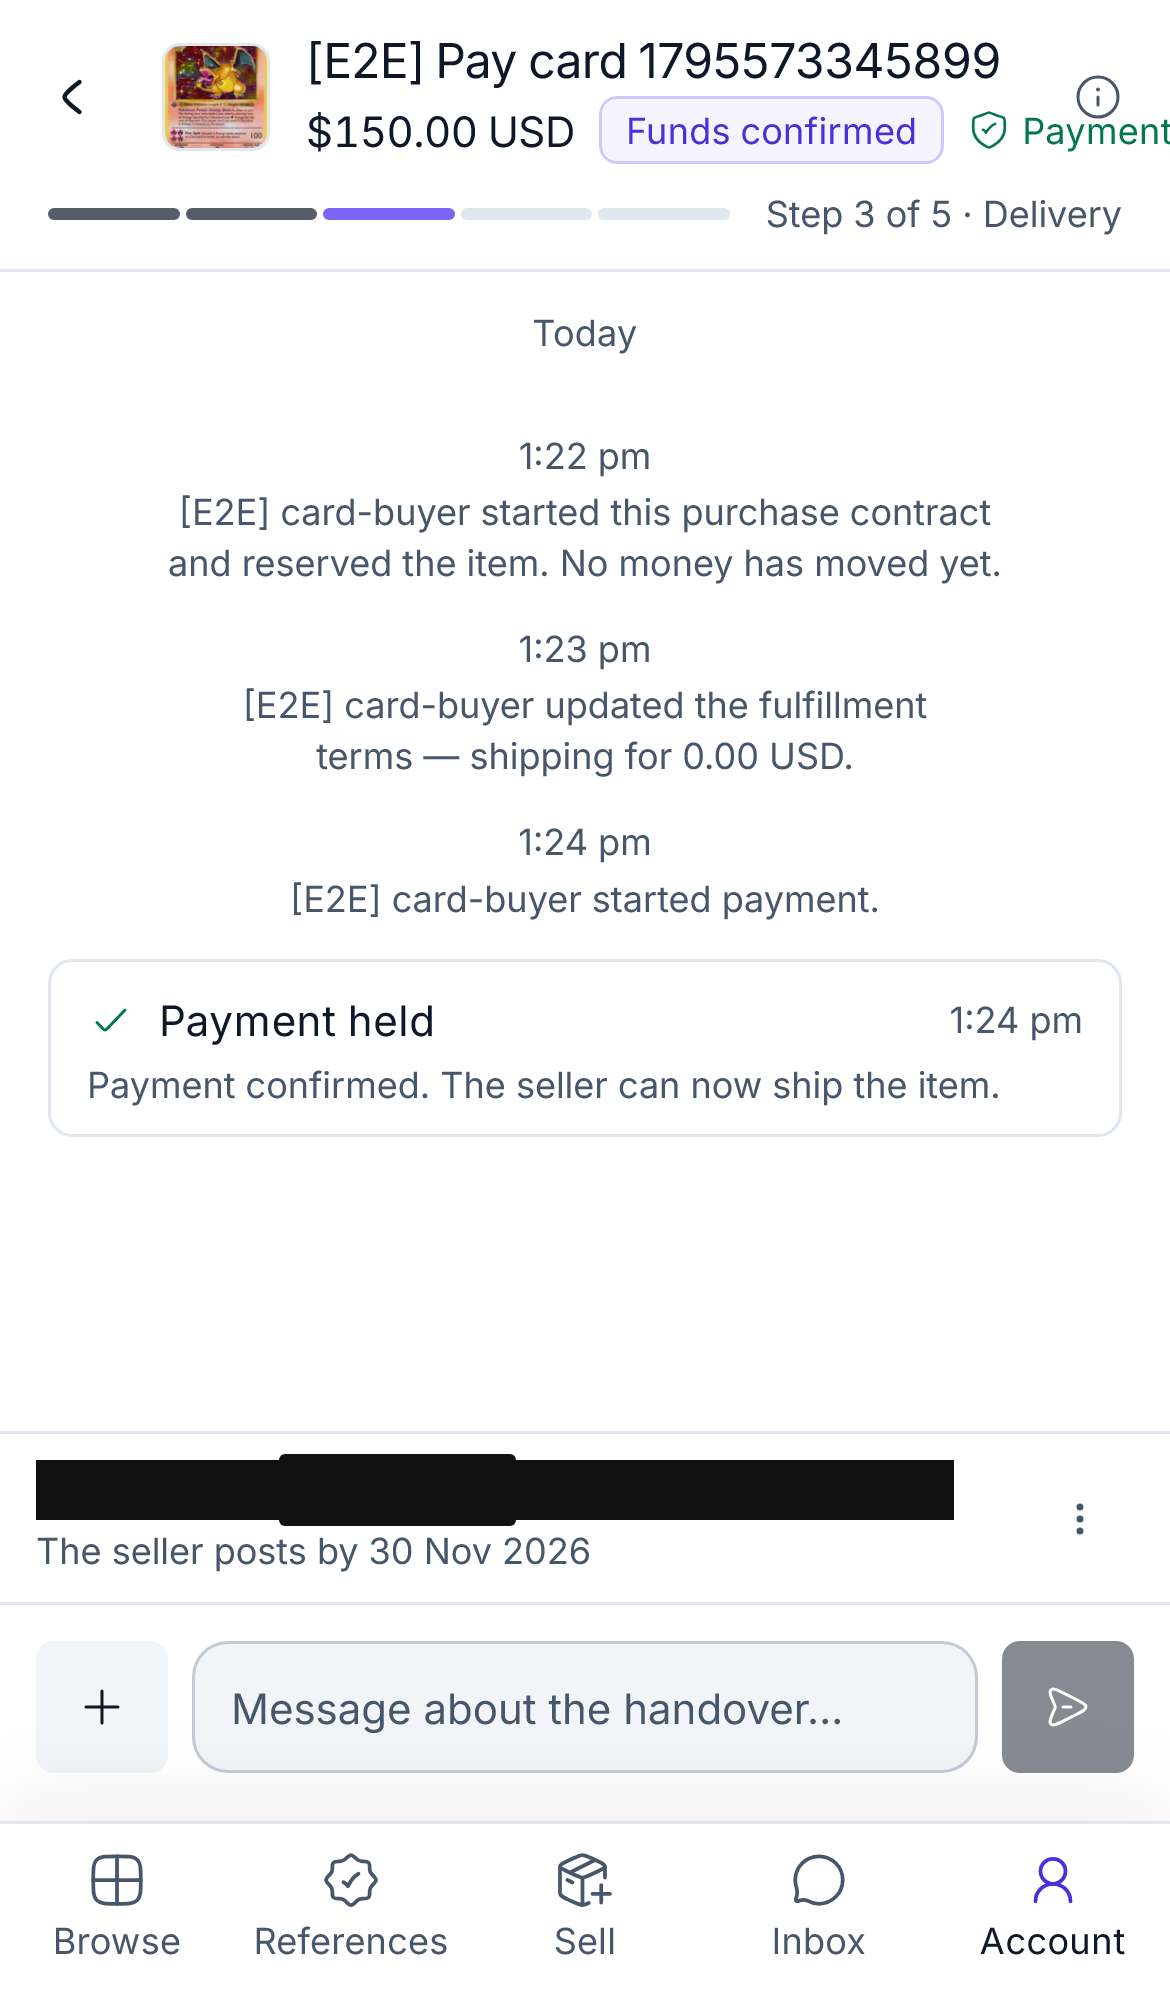 [E2E] Pay card 1795573345899
$150.00 USD Funds confirmed Payment
Step 3 of 5 · Delivery
Today
1:22 pm
[E2E] card-buyer started this purchase contract
and reserved the item. No money has moved yet.
1:23 pm
[E2E] card-buyer updated the fulfillment
terms — shipping for 0.00 USD.
1:24 pm
[E2E] card-buyer started payment.
Payment held 1:24 pm
Payment confirmed. The seller can now ship the item.
The seller posts by 30 Nov 2026
Message about the handover...
Browse References Sell Inbox Account